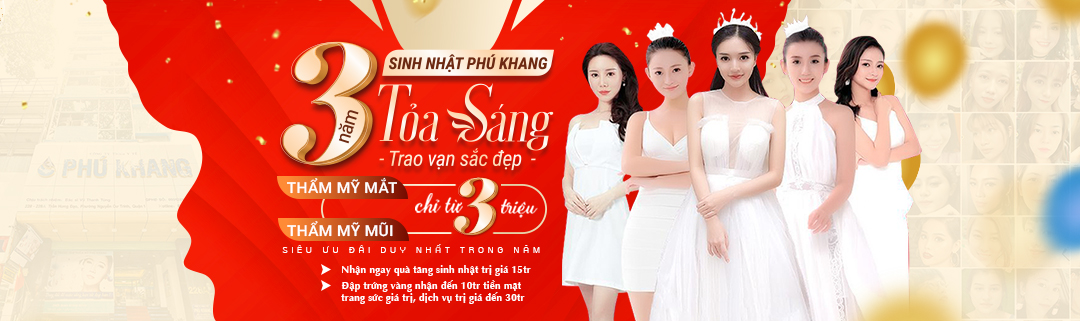 3 năm
SINH NHẬT PHÚ KHANG
Tỏa Sáng
- Trao vạn sắc đẹp -
THẨM MỸ MẮT
chỉ từ 3 triệu
THẨM MỸ MŨI
SIÊU ƯU ĐÃI DUY NHẤT TRONG NĂM
Nhận ngay quà tăng sinh nhật trị giá 15tr
Đập trứng vàng nhận đến 10tr tiền mặt
trang sức giá trị, dịch vụ trị giá đến 30tr
PHÚ KHANG